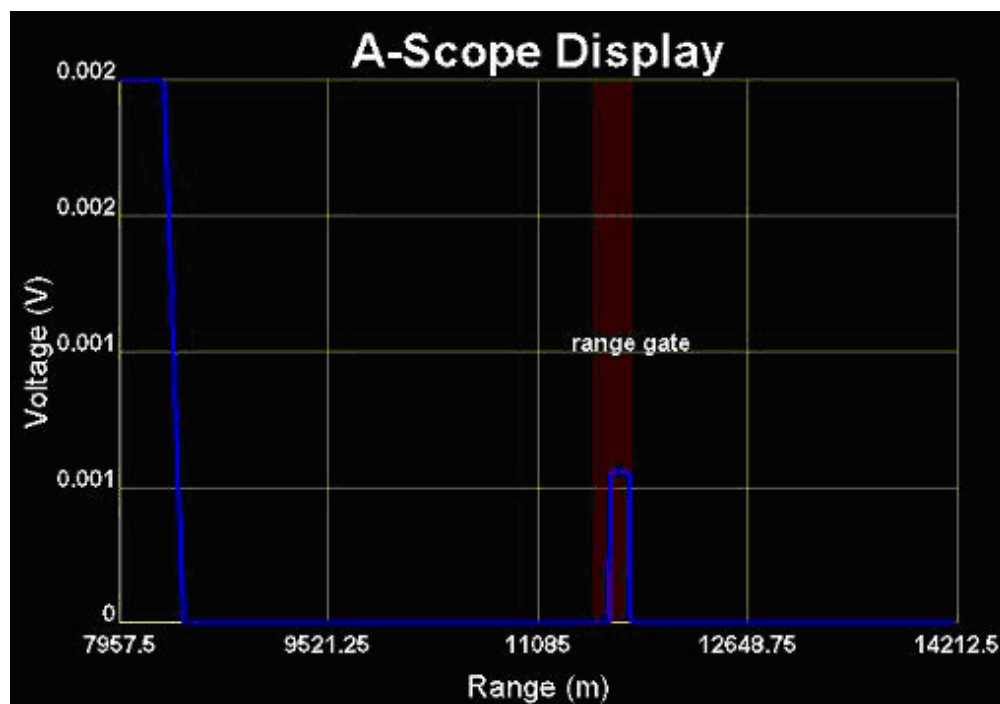 A-Scope Display
0.002
0.002
0.001
0.001
0
Voltage (V)
range gate
7957.5 9521.25 11085 12648.75 14212.5
Range (m)